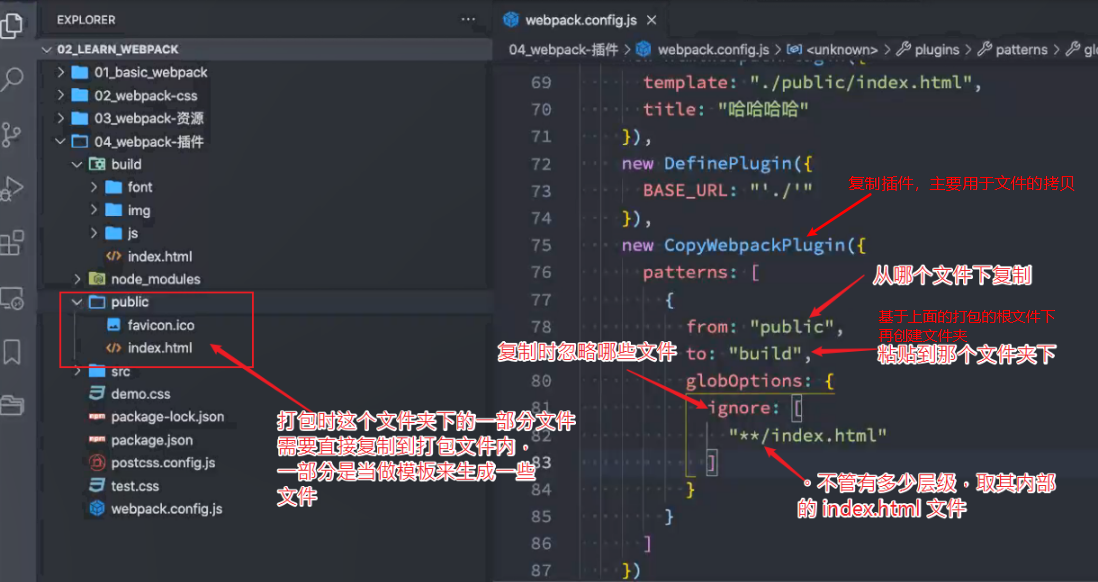 EXPLORER
02_LEARN_WEBPACK
01_basic_webpack
02_webpack-css
03_webpack-资源
04_webpack-插件
build
font
img
js
index.html
node_modules
public
favicon.ico
index.html
src
demo.css
package-lock.json
package.json
postcss.config.js
test.css
webpack.config.js
打包时这个文件夹下的一部分文件
需要直接复制到打包文件内。
一部分是当做模板来生成一些
文件
webpack.config.js
04_webpack-插件 > webpack.config.js > <unknown> > plugins > patterns >
69 template: "./public/index.html",
70 title: "哈哈哈哈"
71 }),
72 new DefinePlugin({
73 BASE_URL: "'./'"
74 }),
75 new CopyWebpackPlugin({
76 patterns: [
77 {
78 from: "public",
to: "build",
80 globOptions: {
81 ignore: [
82 "**/index.html"
83 ]
84 }
85 }
86 ]
87 })
复制插件，主要用于文件的拷贝
从哪个文件下复制
基于上面的打包的根文件下
再创建文件夹
粘贴到那个文件夹下
复制时忽略哪些文件
。不管有多少层级，取其内部
的 index.html 文件